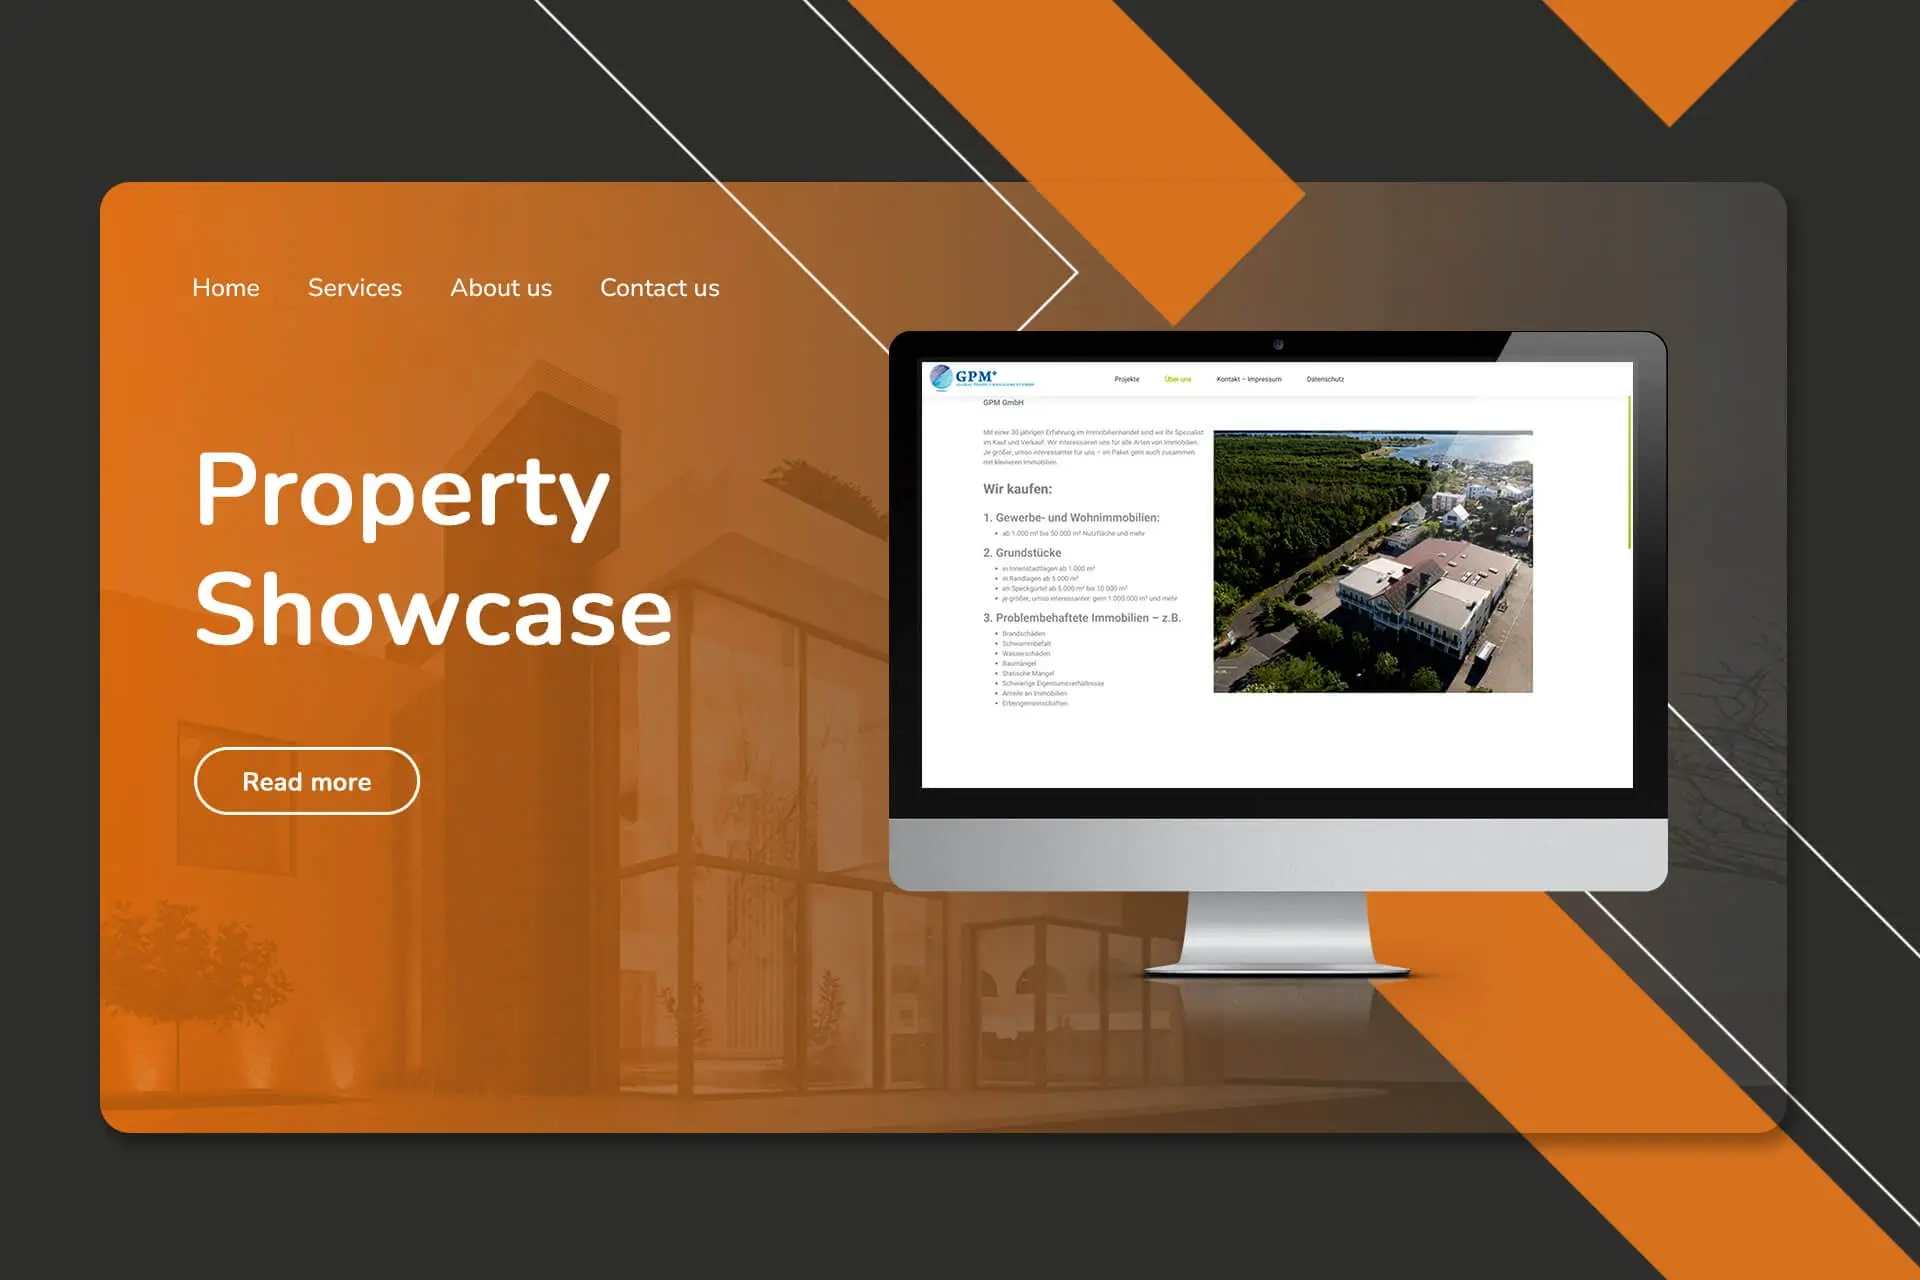 Home Services About us Contact us
Property
Showcase
Read more
GPM
GLOBAL PROJECT MANAGEMENT GMBH
Projekte Über uns Kontakt – Impressum Datenschutz
GPM GmbH
Mit einer 30 jährigen Erfahrung im Immobilienhandel sind wir Ihr Spezialist
im Kauf und Verkauf. Wir interessieren uns für alle Arten von Immobilien.
Je größer, umso interessanter für uns – im Paket gern auch zusammen
mit kleineren Immobilien.
Wir kaufen:
1. Gewerbe- und Wohnimmobilien:
• ab 1.000 m² bis 50.000 m² Nutzfläche und mehr
2. Grundstücke
• in Innenstadtlagen ab 1.000 m²
• in Randlagen ab 5.000 m²
• im Speckgürtel ab 5.000 m² bis 10.000 m²
• je größer, umso interessanter: gern 1.000.000 m² und mehr
3. Problembehaftete Immobilien – z.B.
• Brandschäden
• Schwammbefall
• Wasserschäden
• Baumängel
• Statische Mängel
• Schwierige Eigentumsverhältnisse
• Anteile an Immobilien
• Erbengemeinschaften